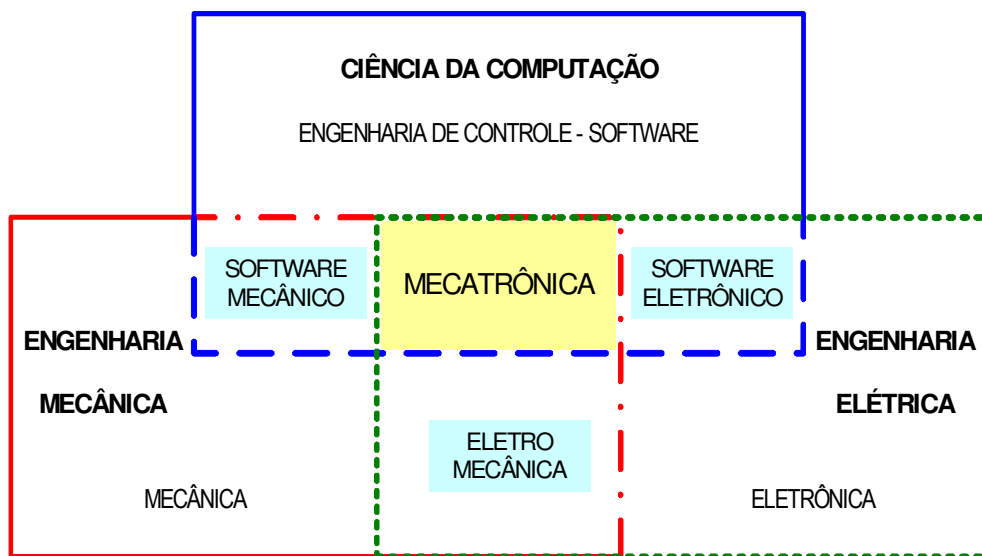 CIÊNCIA DA COMPUTAÇÃO
ENGENHARIA DE CONTROLE - SOFTWARE
SOFTWARE
MECÂNICO
MECATRÔNICA
SOFTWARE
ELETRÔNICO
ENGENHARIA
MECÂNICA
ENGENHARIA
ELÉTRICA
ELETRO
MECÂNICA
MECÂNICA
ELETRÔNICA